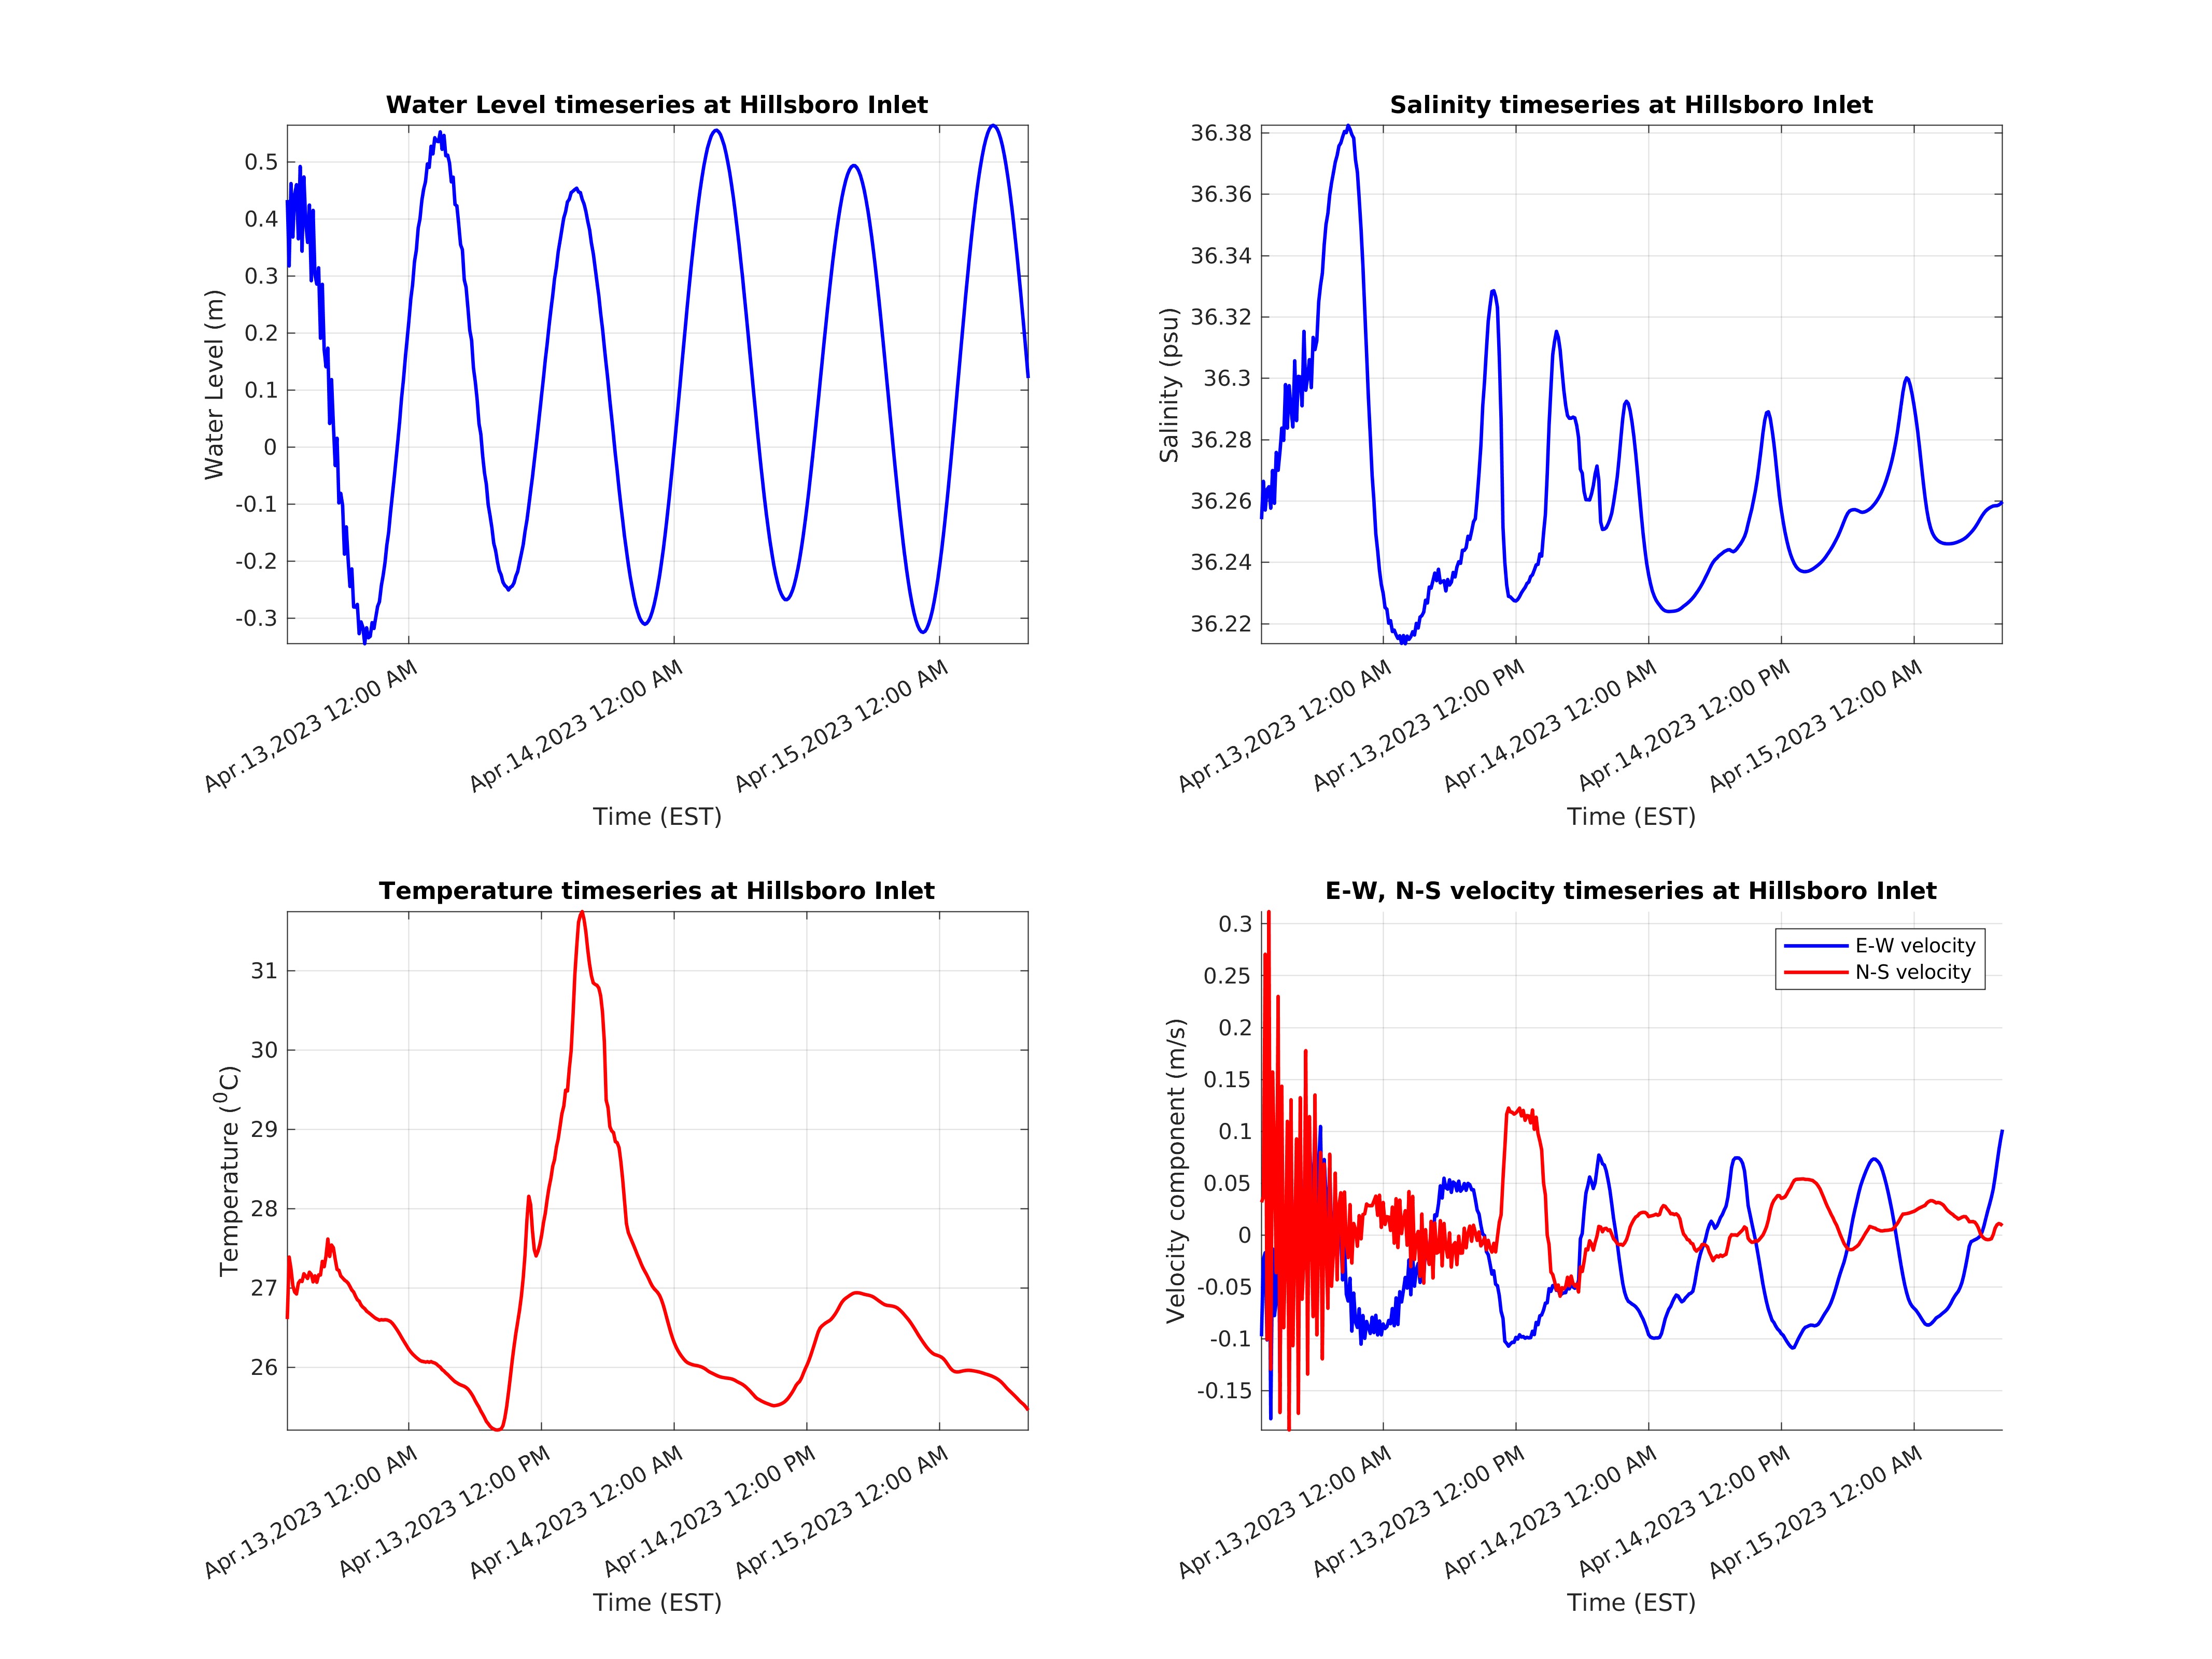 Water Level timeseries at Hillsboro Inlet
Water Level (m)
0.5
0.4
0.3
0.2
0.1
0
-0.1
-0.2
-0.3
Apr.13,2023 12:00 AM
Apr.14,2023 12:00 AM
Apr.15,2023 12:00 AM
Time (EST)
Salinity timeseries at Hillsboro Inlet
Salinity (psu)
36.38
36.36
36.34
36.32
36.3
36.28
36.26
36.24
36.22
Apr.13,2023 12:00 AM
Apr.13,2023 12:00 PM
Apr.14,2023 12:00 AM
Apr.14,2023 12:00 PM
Apr.15,2023 12:00 AM
Time (EST)
Temperature timeseries at Hillsboro Inlet
Temperature (⁰C)
31
30
29
28
27
26
Apr.13,2023 12:00 AM
Apr.13,2023 12:00 PM
Apr.14,2023 12:00 AM
Apr.14,2023 12:00 PM
Apr.15,2023 12:00 AM
Time (EST)
E-W, N-S velocity timeseries at Hillsboro Inlet
Velocity component (m/s)
0.3
0.25
0.2
0.15
0.1
0.05
0
-0.05
-0.1
-0.15
E-W velocity
N-S velocity
Apr.13,2023 12:00 AM
Apr.13,2023 12:00 PM
Apr.14,2023 12:00 AM
Apr.14,2023 12:00 PM
Apr.15,2023 12:00 AM
Time (EST)